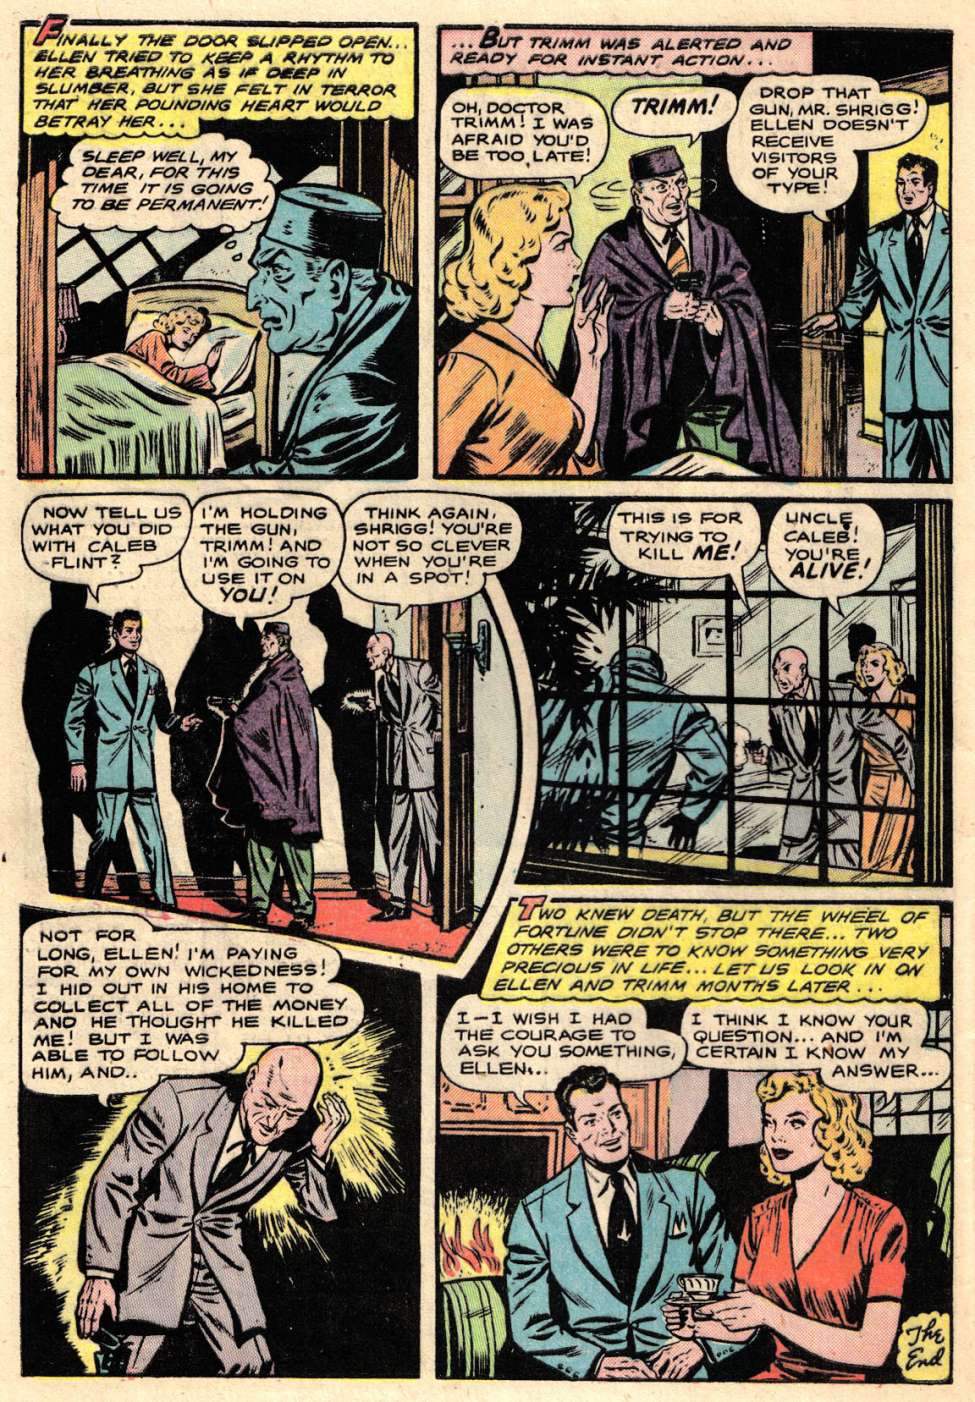 FINALLY THE DOOR SLIPPED OPEN...
ELLEN TRIED TO KEEP A RHYTHM TO
HER BREATHING AS IF DEEP IN
SLUMBER, BUT SHE FELT IN TERROR
THAT HER POUNDING HEART WOULD
BETRAY HER...
SLEEP WELL, MY
DEAR, FOR THIS
TIME IT IS GOING
TO BE PERMANENT!
...BUT TRIMM WAS ALERTED AND
READY FOR INSTANT ACTION...
OH, DOCTOR
TRIMM! I WAS
AFRAID YOU'D
BE TOO LATE!
TRIMM!
DROP THAT
GUN, MR. SHRIGG!
ELLEN DOESN'T
RECEIVE
VISITORS
OF YOUR
TYPE!
NOW TELL US
WHAT YOU DID
WITH CALEB
FLINT?
I'M HOLDING
THE GUN,
TRIMM! AND
I'M GOING TO
USE IT ON
YOU!
THINK AGAIN,
SHRIGG! YOU'RE
NOT SO CLEVER
WHEN YOU'RE
IN A SPOT!
THIS IS FOR
TRYING TO
KILL ME!
UNCLE
CALEB!
YOU'RE
ALIVE!
NOT FOR
LONG, ELLEN! I'M PAYING
FOR MY OWN WICKEDNESS!
I HID OUT IN HIS HOME TO
COLLECT ALL OF THE MONEY
AND HE THOUGHT HE KILLED
ME! BUT I WAS
ABLE TO FOLLOW
HIM, AND..
TWO KNEW DEATH, BUT THE WHEEL OF
FORTUNE DIDN'T STOP THERE... TWO
OTHERS WERE TO KNOW SOMETHING VERY
PRECIOUS IN LIFE... LET US LOOK IN ON
ELLEN AND TRIMM MONTHS LATER...
I-I WISH I HAD
THE COURAGE TO
ASK YOU SOMETHING,
ELLEN...
I THINK I KNOW YOUR
QUESTION... AND I'M
CERTAIN I KNOW MY
ANSWER...
The
End